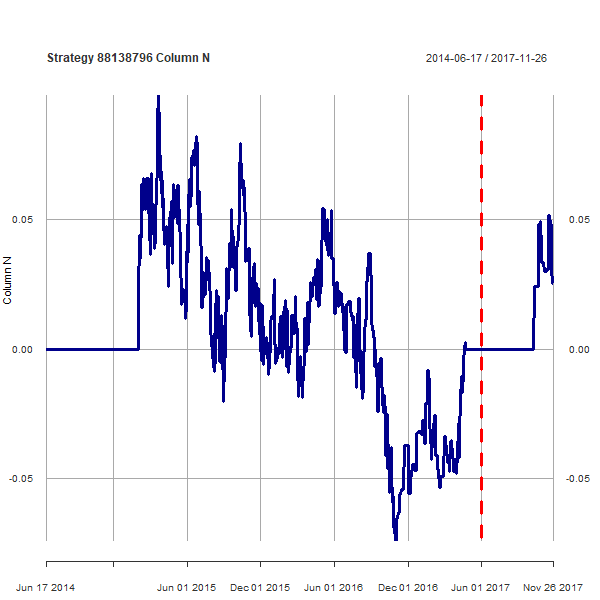 Strategy 88138796 Column N 2014-06-17 / 2017-11-26
Column N
0.05 0.05
0.00 0.00
-0.05 -0.05
Jun 17 2014 Jun 01 2015 Dec 01 2015 Jun 01 2016 Dec 01 2016 Jun 01 2017 Nov 26 2017